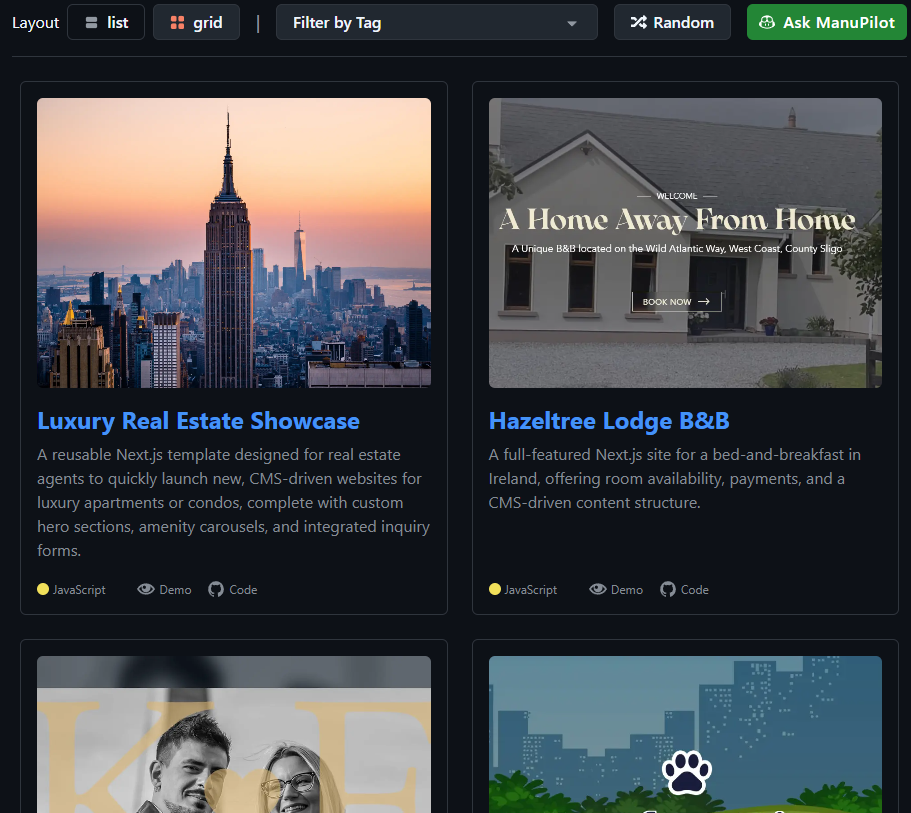 Layout list grid | Filter by Tag Random Ask ManuPilot
WELCOME
A Home Away From Home
A Unique B&B located on the Wild Atlantic Way, West Coast, County Sligo
BOOK NOW
Luxury Real Estate Showcase
A reusable Next.js template designed for real estate
agents to quickly launch new, CMS-driven websites for
luxury apartments or condos, complete with custom
hero sections, amenity carousels, and integrated inquiry
forms.
JavaScript Demo Code
Hazeltree Lodge B&B
A full-featured Next.js site for a bed-and-breakfast in
Ireland, offering room availability, payments, and a
CMS-driven content structure.
JavaScript Demo Code
K E